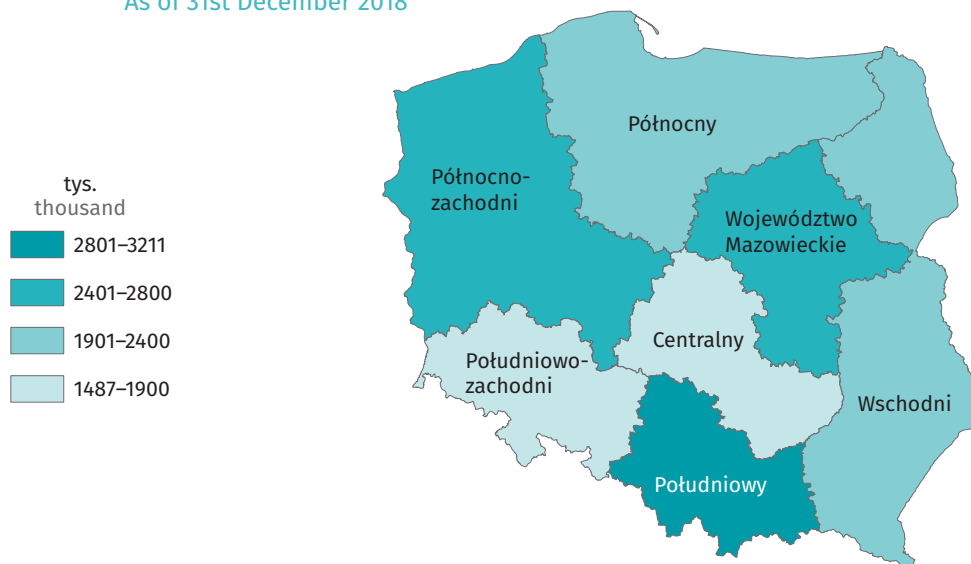 As of 31st December 2018
tys.
thousand
2801–3211
2401–2800
1901–2400
1487–1900
Północny
Północno-
zachodni
Województwo
Mazowieckie
Centralny
Południowo-
zachodni
Wschodni
Południowy